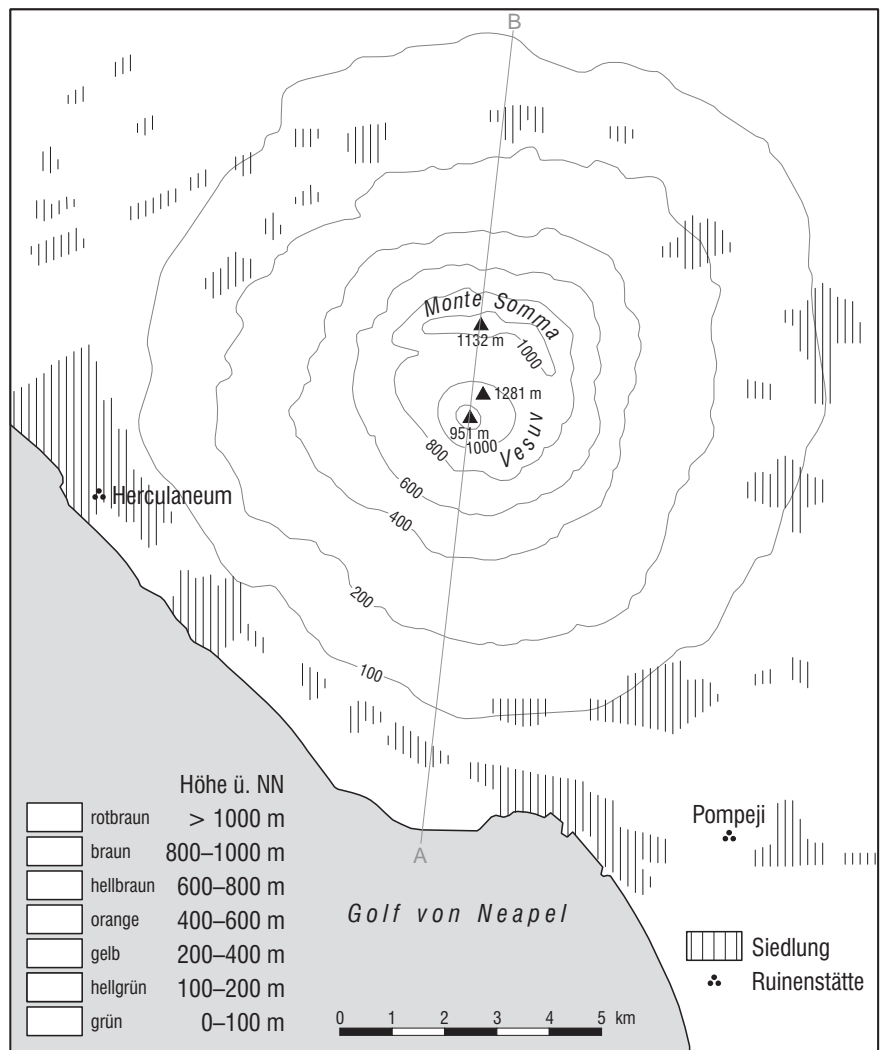 B
Monte Somma
1132 m
1000
1281 m
951 m
1000
Vesuv
800
600
400
200
100
Herculaneum
Pompeji
A
Golf von Neapel
Höhe ü. NN
rotbraun > 1000 m
braun 800–1000 m
hellbraun 600–800 m
orange 400–600 m
gelb 200–400 m
hellgrün 100–200 m
grün 0–100 m
0 1 2 3 4 5 km
Siedlung
Ruinenstätte